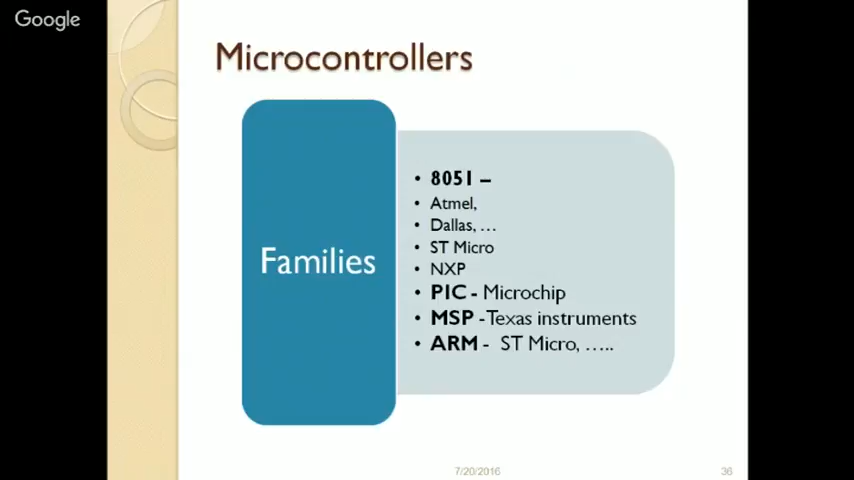 Google
Microcontrollers
Families
• 8051 –
• Atmel,
• Dallas, …
• ST Micro
• NXP
• PIC - Microchip
• MSP -Texas instruments
• ARM - ST Micro, …..
7/20/2016
36